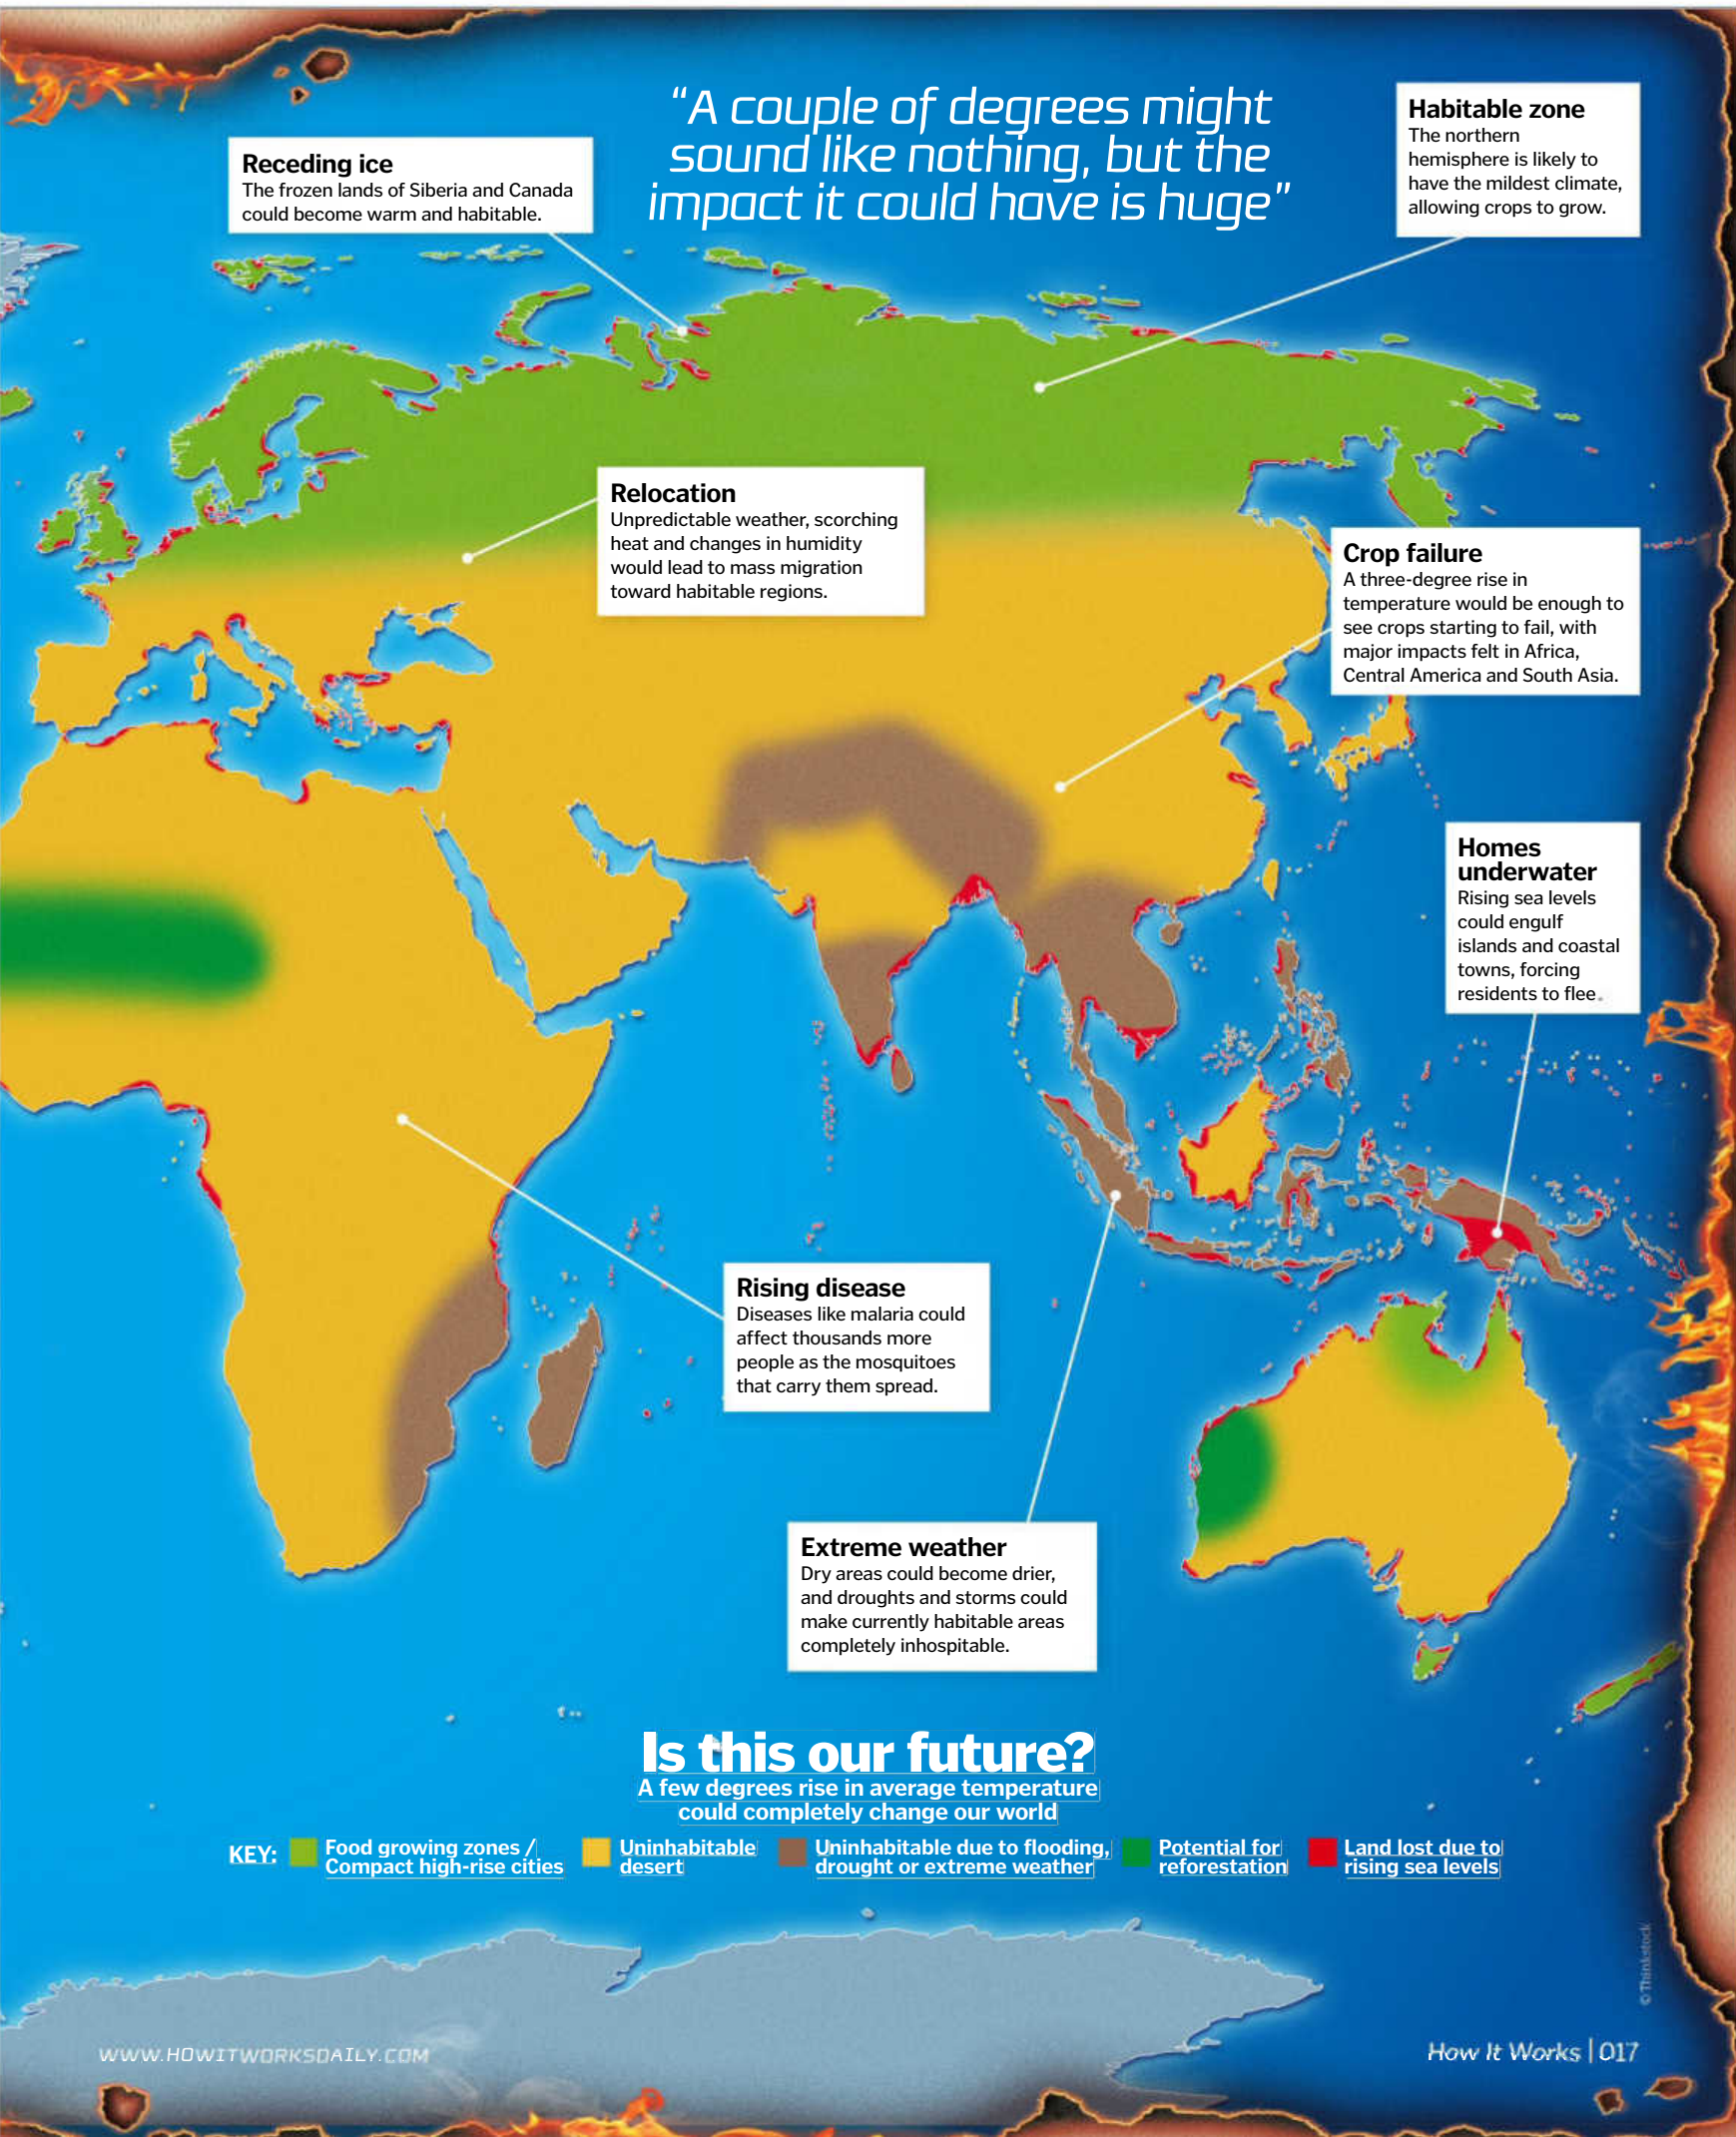 "A couple of degrees might
sound like nothing, but the
impact it could have is huge"
Habitable zone
The northern
hemisphere is likely to
have the mildest climate,
allowing crops to grow.
Receding ice
The frozen lands of Siberia and Canada
could become warm and habitable.
Relocation
Unpredictable weather, scorching
heat and changes in humidity
would lead to mass migration
toward habitable regions.
Crop failure
A three-degree rise in
temperature would be enough to
see crops starting to fail, with
major impacts felt in Africa,
Central America and South Asia.
Homes
underwater
Rising sea levels
could engulf
islands and coastal
towns, forcing
residents to flee.
Rising disease
Diseases like malaria could
affect thousands more
people as the mosquitoes
that carry them spread.
Extreme weather
Dry areas could become drier,
and droughts and storms could
make currently habitable areas
completely inhospitable.
Is this our future?
A few degrees rise in average temperature
could completely change our world
KEY:
Food growing zones /
Compact high-rise cities
Uninhabitable
desert
Uninhabitable due to flooding,
drought or extreme weather
Potential for
reforestation
Land lost due to
rising sea levels
© Thinkstock
WWW.HOWITWORKSDAILY.COM
How It Works | 017